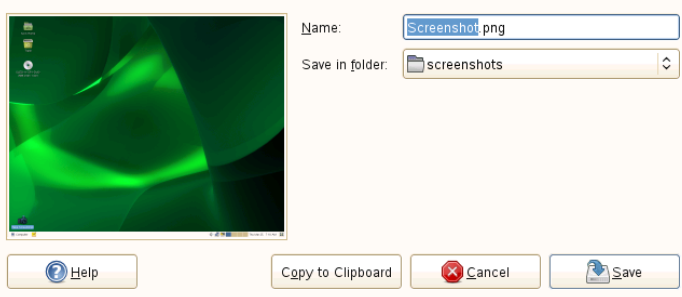 Name:
Screenshot.png
Save in folder:
screenshots
Help
Copy to Clipboard
Cancel
Save